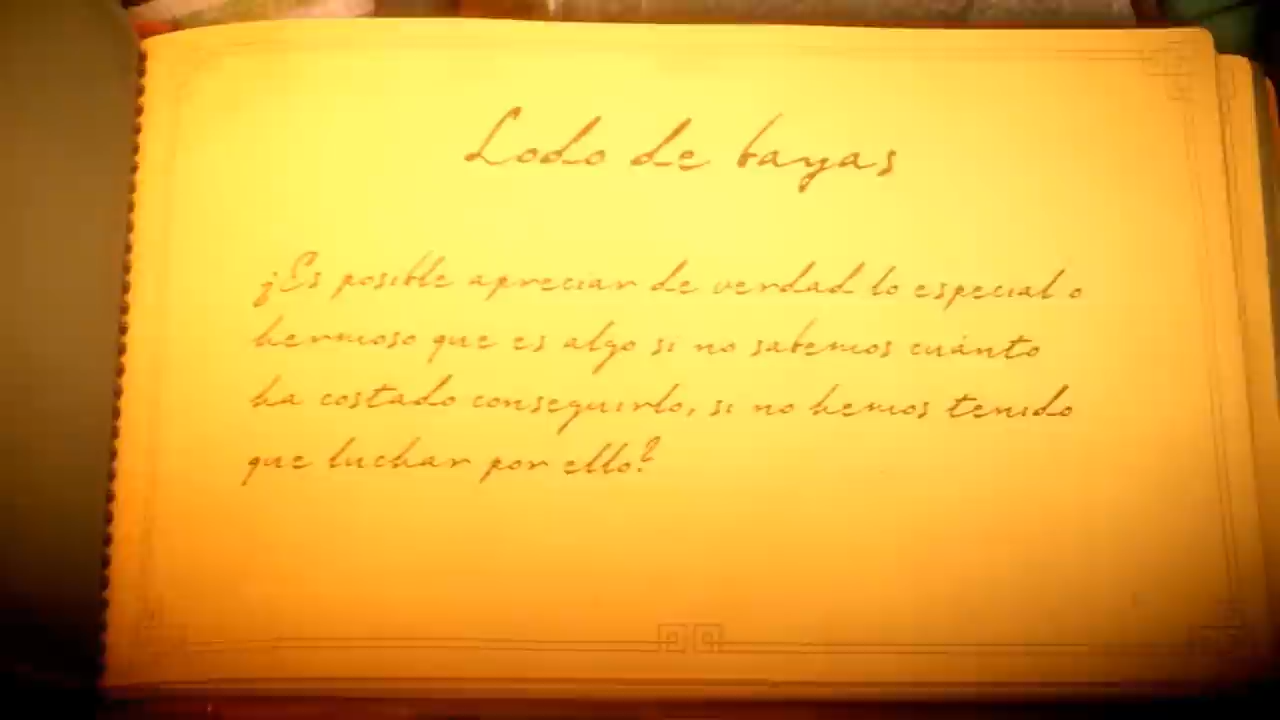 Lodo de bayas
¿Es posible apreciar de verdad lo especial o
hermoso que es algo si no sabemos cuánto
ha costado conseguirlo, si no hemos tenido
que luchar por ello?